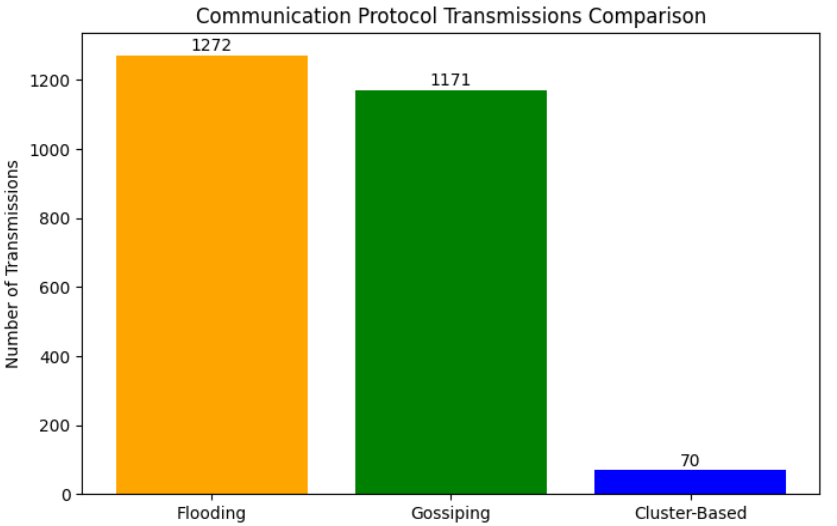 Communication Protocol Transmissions Comparison
Number of Transmissions
1200
1000
800
600
400
200
0
1272
1171
70
Flooding
Gossiping
Cluster-Based